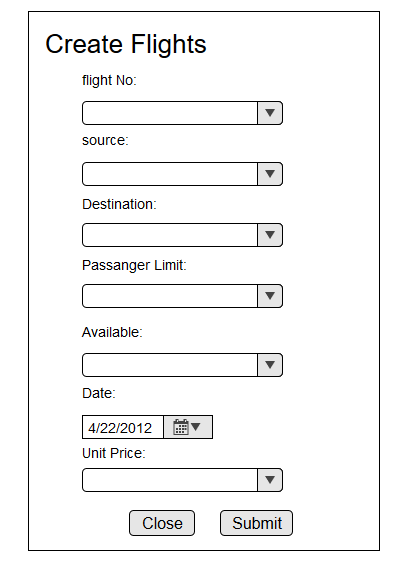 Create Flights
flight No:
source:
Destination:
Passanger Limit:
Available:
Date:
4/22/2012
Unit Price:
Close Submit